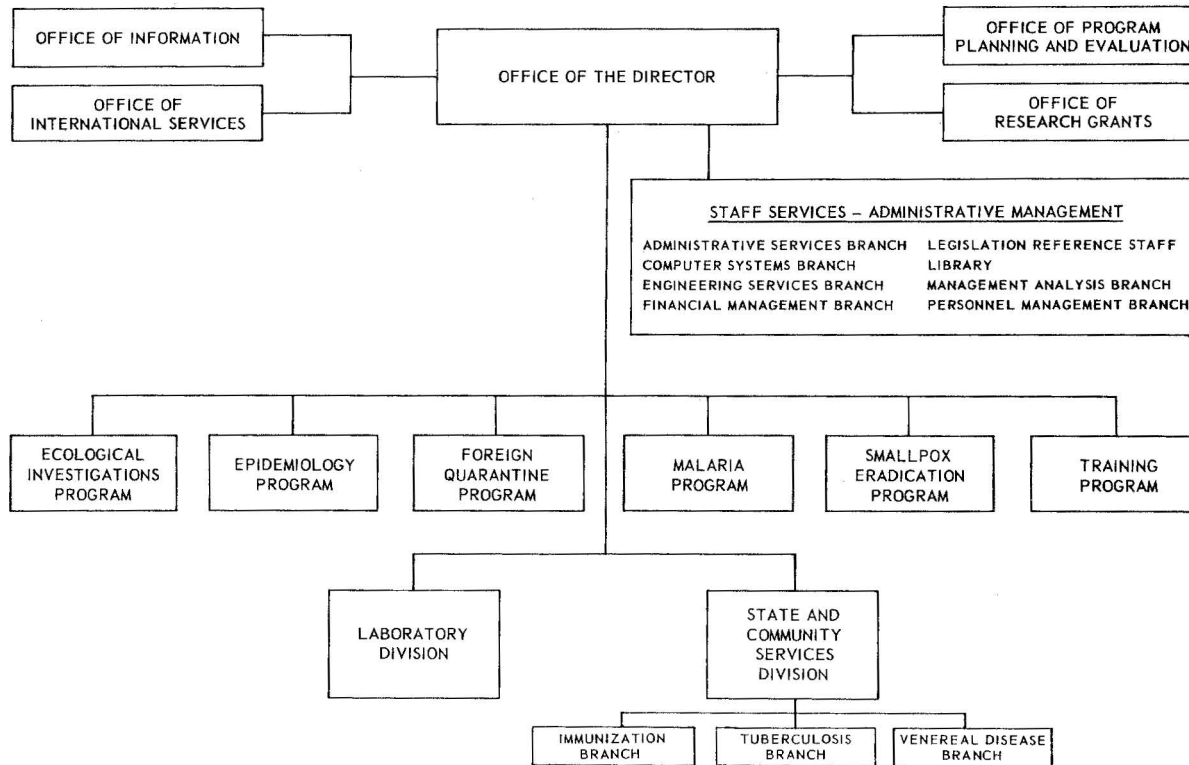 OFFICE OF INFORMATION
OFFICE OF
INTERNATIONAL SERVICES
OFFICE OF THE DIRECTOR
OFFICE OF PROGRAM
PLANNING AND EVALUATION
OFFICE OF
RESEARCH GRANTS
STAFF SERVICES – ADMINISTRATIVE MANAGEMENT
ADMINISTRATIVE SERVICES BRANCH
COMPUTER SYSTEMS BRANCH
ENGINEERING SERVICES BRANCH
FINANCIAL MANAGEMENT BRANCH
LEGISLATION REFERENCE STAFF
LIBRARY
MANAGEMENT ANALYSIS BRANCH
PERSONNEL MANAGEMENT BRANCH
ECOLOGICAL
INVESTIGATIONS
PROGRAM
EPIDEMIOLOGY
PROGRAM
FOREIGN
QUARANTINE
PROGRAM
MALARIA
PROGRAM
SMALLPOX
ERADICATION
PROGRAM
TRAINING
PROGRAM
LABORATORY
DIVISION
STATE AND
COMMUNITY
SERVICES
DIVISION
IMMUNIZATION
BRANCH
TUBERCULOSIS
BRANCH
VENEREAL DISEASE
BRANCH